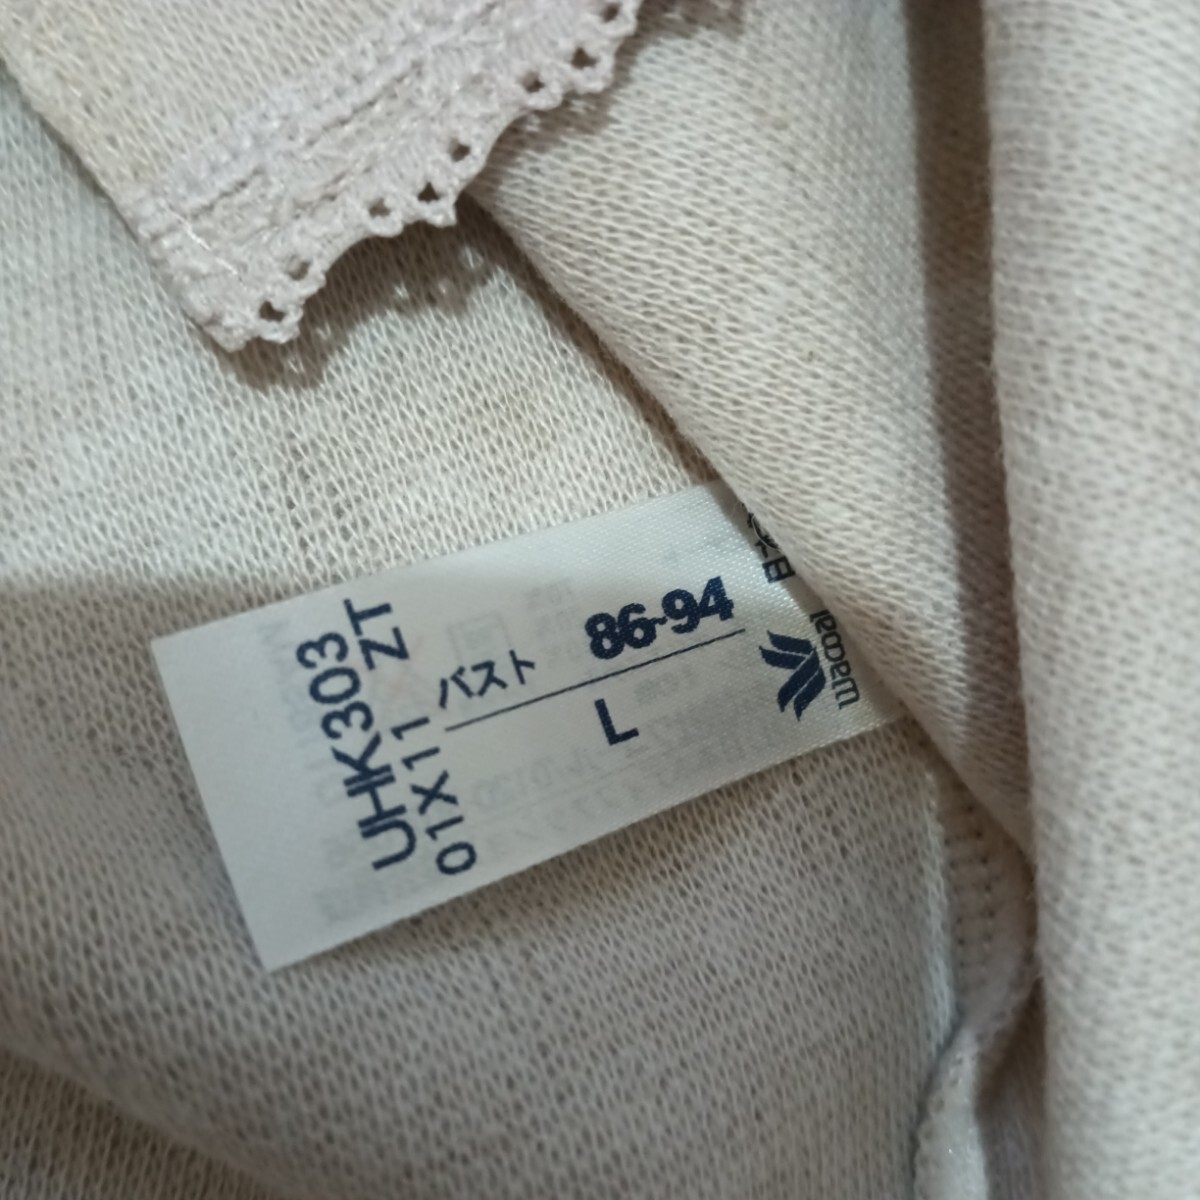 wacoal
バスト 86-94
L
UHK303
01X11 ZT